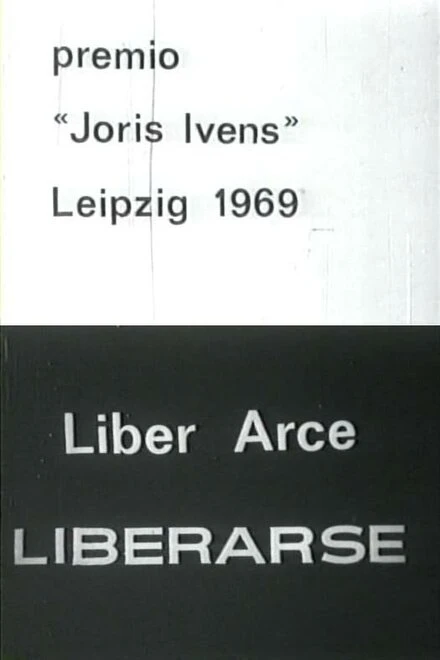 premio
“Joris Ivens”
Leipzig 1969
Liber Arce
LIBERARSE